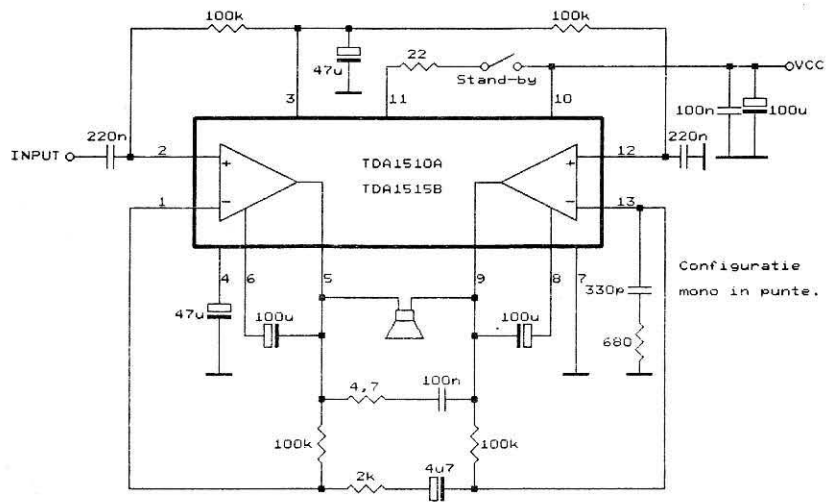 100k
100k
47u
22
Stand-by
VCC
3
11
10
100n
100u
220n
INPUT
2
TDA1510A
12
220n
+
+
TDA1515B
1
−
−
13
4
6
5
9
8
7
Configuratie
mono in punte.
330p
47u
100u
100u
680
4,7
100n
100k
100k
2k
4u7